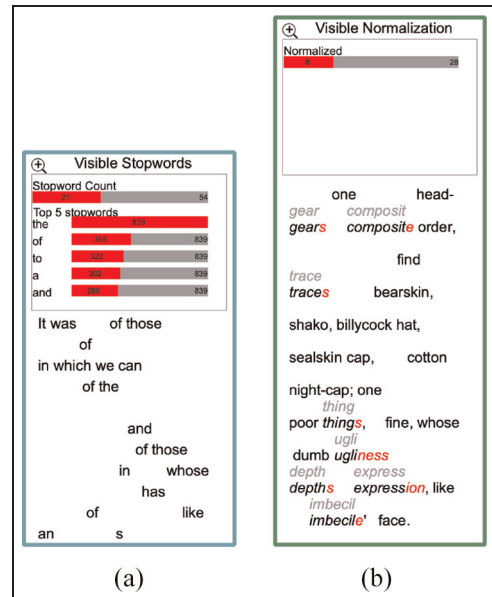 Visible Stopwords
Stopword Count
21 54
Top 5 stopwords
the 839
of 839
to 322 839
a 302 839
and 839
It was of those
of
in which we can
of the
and
of those
in whose
has
of like
an s
(a)
Visible Normalization
Normalized
8 28
one head-
gear composit
gears composite order,
find
trace
traces bearskin,
shako, billycock hat,
sealskin cap, cotton
night-cap; one
thing
poor things, fine, whose
ugli
dumb ugliness
depth express
depths expression, like
imbecil
imbecile' face.
(b)